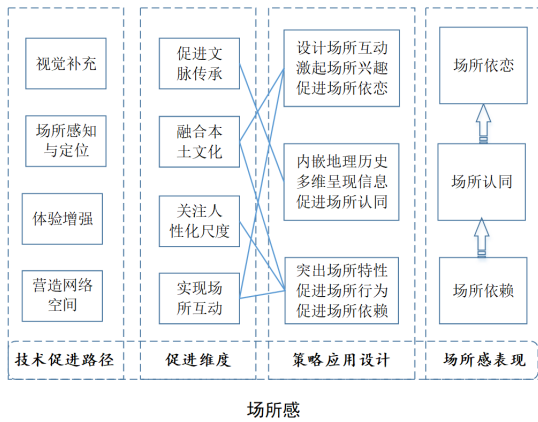 视觉补充
场所感知
与定位
体验增强
营造网络
空间
技术促进路径
促进文
脉传承
融合本
土文化
关注人
性化尺度
实现场
所互动
促进维度
设计场所互动
激起场所兴趣
促进场所依恋
内嵌地理历史
多维呈现信息
促进场所认同
突出场所特性
促进场所行为
促进场所依赖
策略应用设计
场所依恋
场所认同
场所依赖
场所感表现
场所感